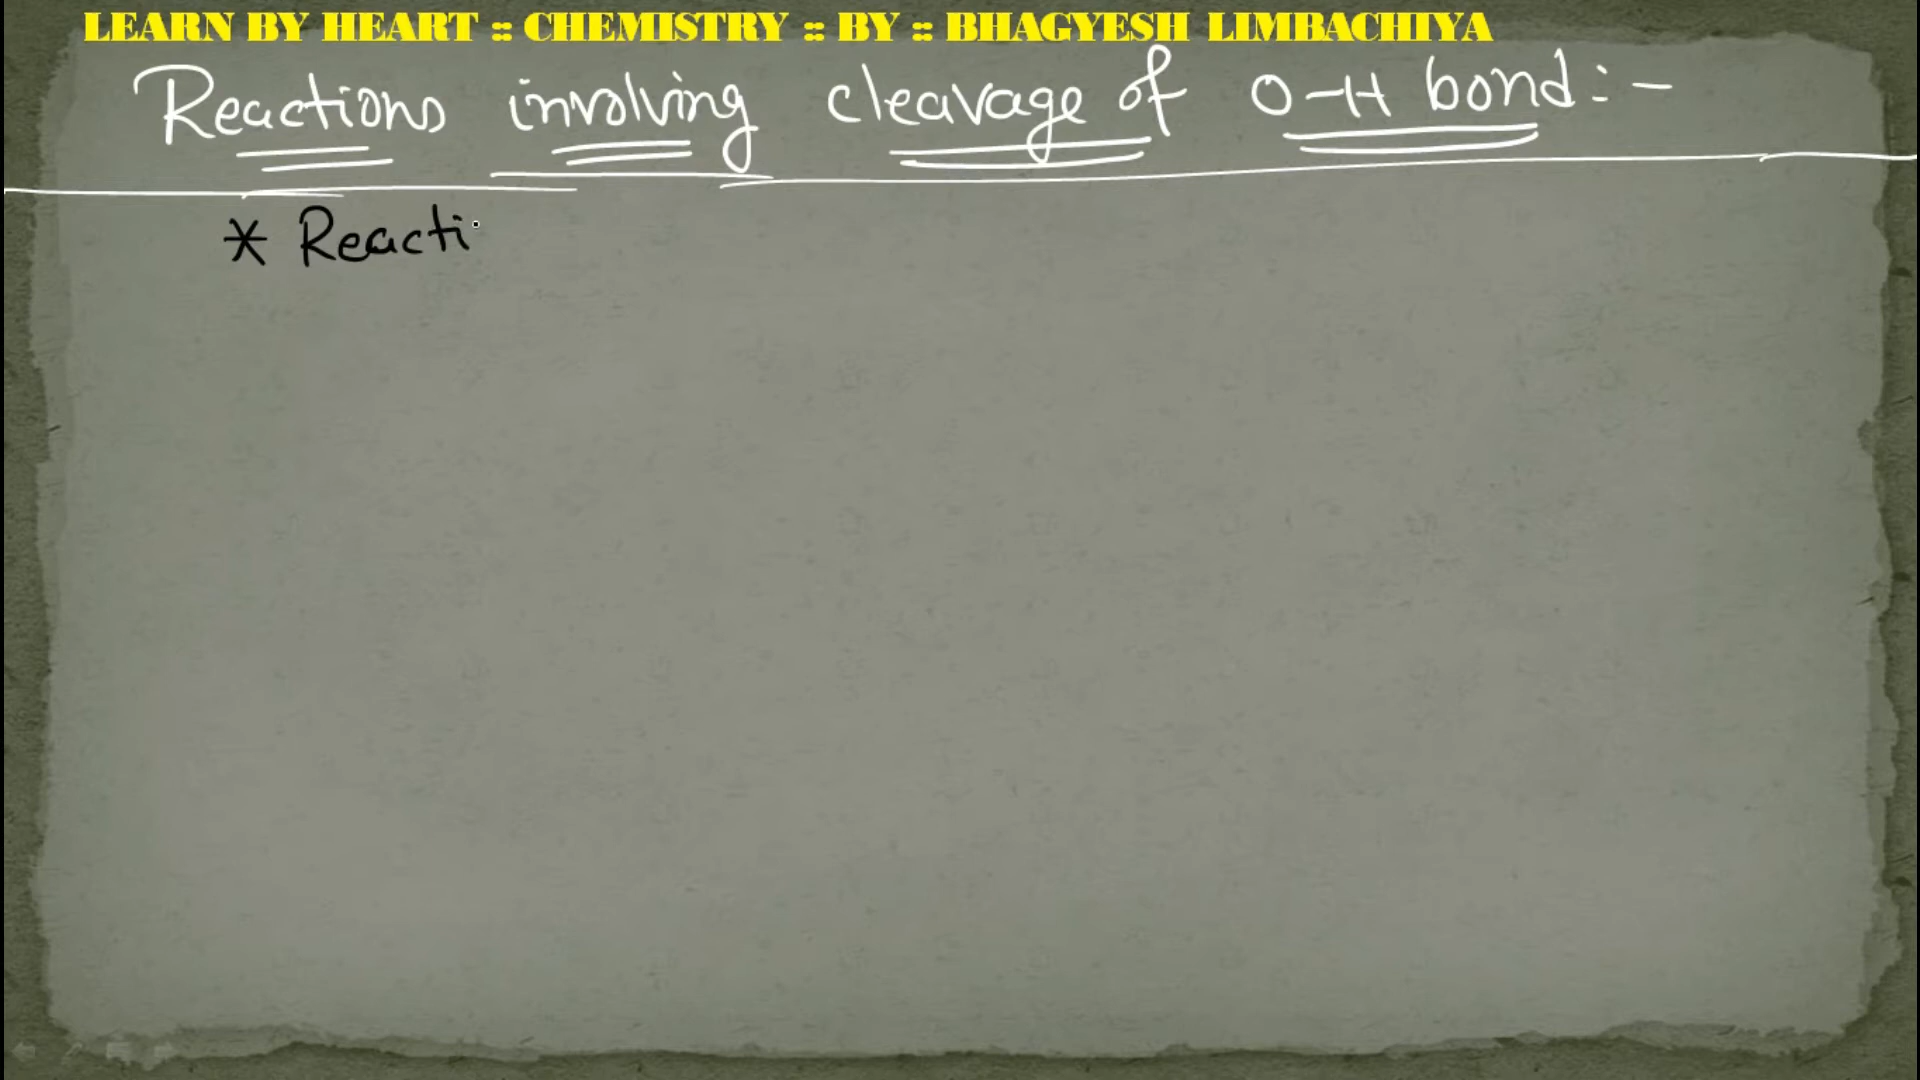 LEARN BY HEART :: CHEMISTRY :: BY :: BHAGYESH LIMBACHIYA
Reactions involving cleavage of O-H bond:-
* Reacti